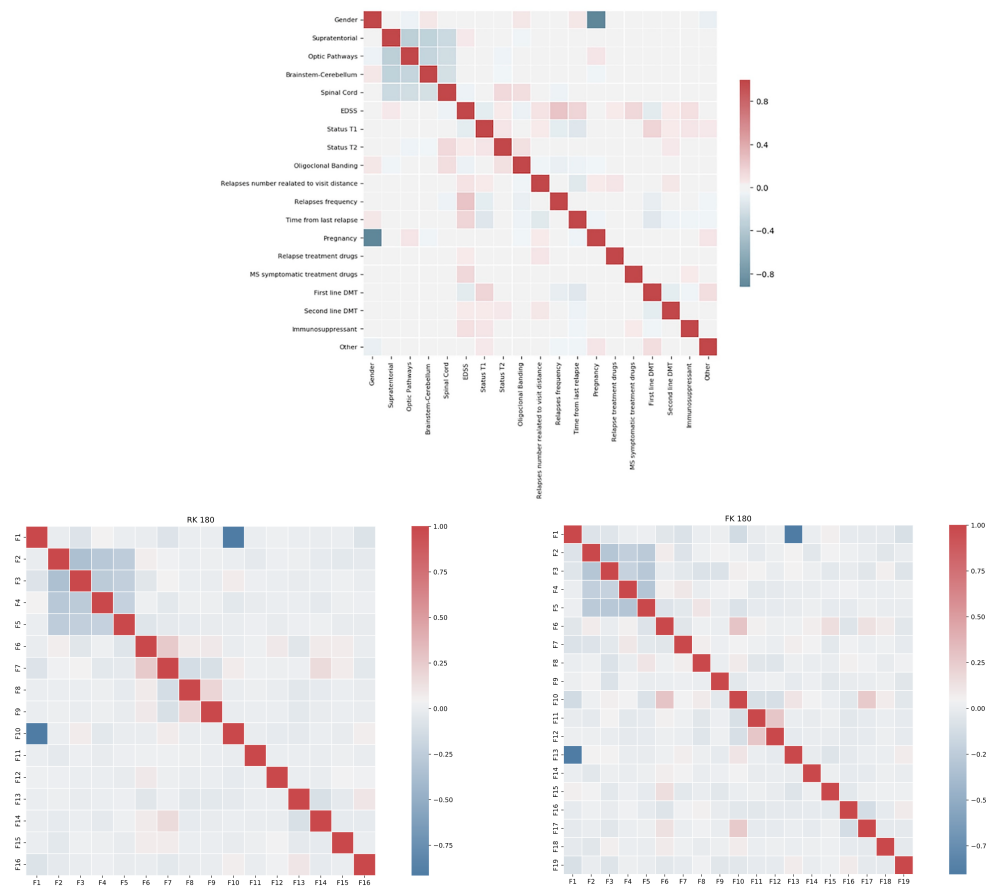 Gender
Supratentorial
Optic Pathways
Brainstem-Cerebellum
Spinal Cord
EDSS
Status T1
Status T2
Oligoclonal Banding
Relapses number realated to visit distance
Relapses frequency
Time from last relapse
Pregnancy
Relapse treatment drugs
MS symptomatic treatment drugs
First line DMT
Second line DMT
Immunosuppressant
Other
Gender
Supratentorial
Optic Pathways
Brainstem-Cerebellum
Spinal Cord
EDSS
Status T1
Status T2
Oligoclonal Banding
Relapses number realated to visit distance
Relapses frequency
Time from last relapse
Pregnancy
Relapse treatment drugs
MS symptomatic treatment drugs
First line DMT
Second line DMT
Immunosuppressant
Other
0.8
0.4
0.0
−0.4
−0.8
RK 180
F1
F2
F3
F4
F5
F6
F7
F8
F9
F10
F11
F12
F13
F14
F15
F16
F1 F2 F3 F4 F5 F6 F7 F8 F9 F10 F11 F12 F13 F14 F15 F16
1.00
0.75
0.50
0.25
0.00
−0.25
−0.50
−0.75
FK 180
F1
F2
F3
F4
F5
F6
F7
F8
F9
F10
F11
F12
F13
F14
F15
F16
F17
F18
F19
F1 F2 F3 F4 F5 F6 F7 F8 F9 F10 F11 F12 F13 F14 F15 F16 F17 F18 F19
1.00
0.75
0.50
0.25
0.00
−0.25
−0.50
−0.7